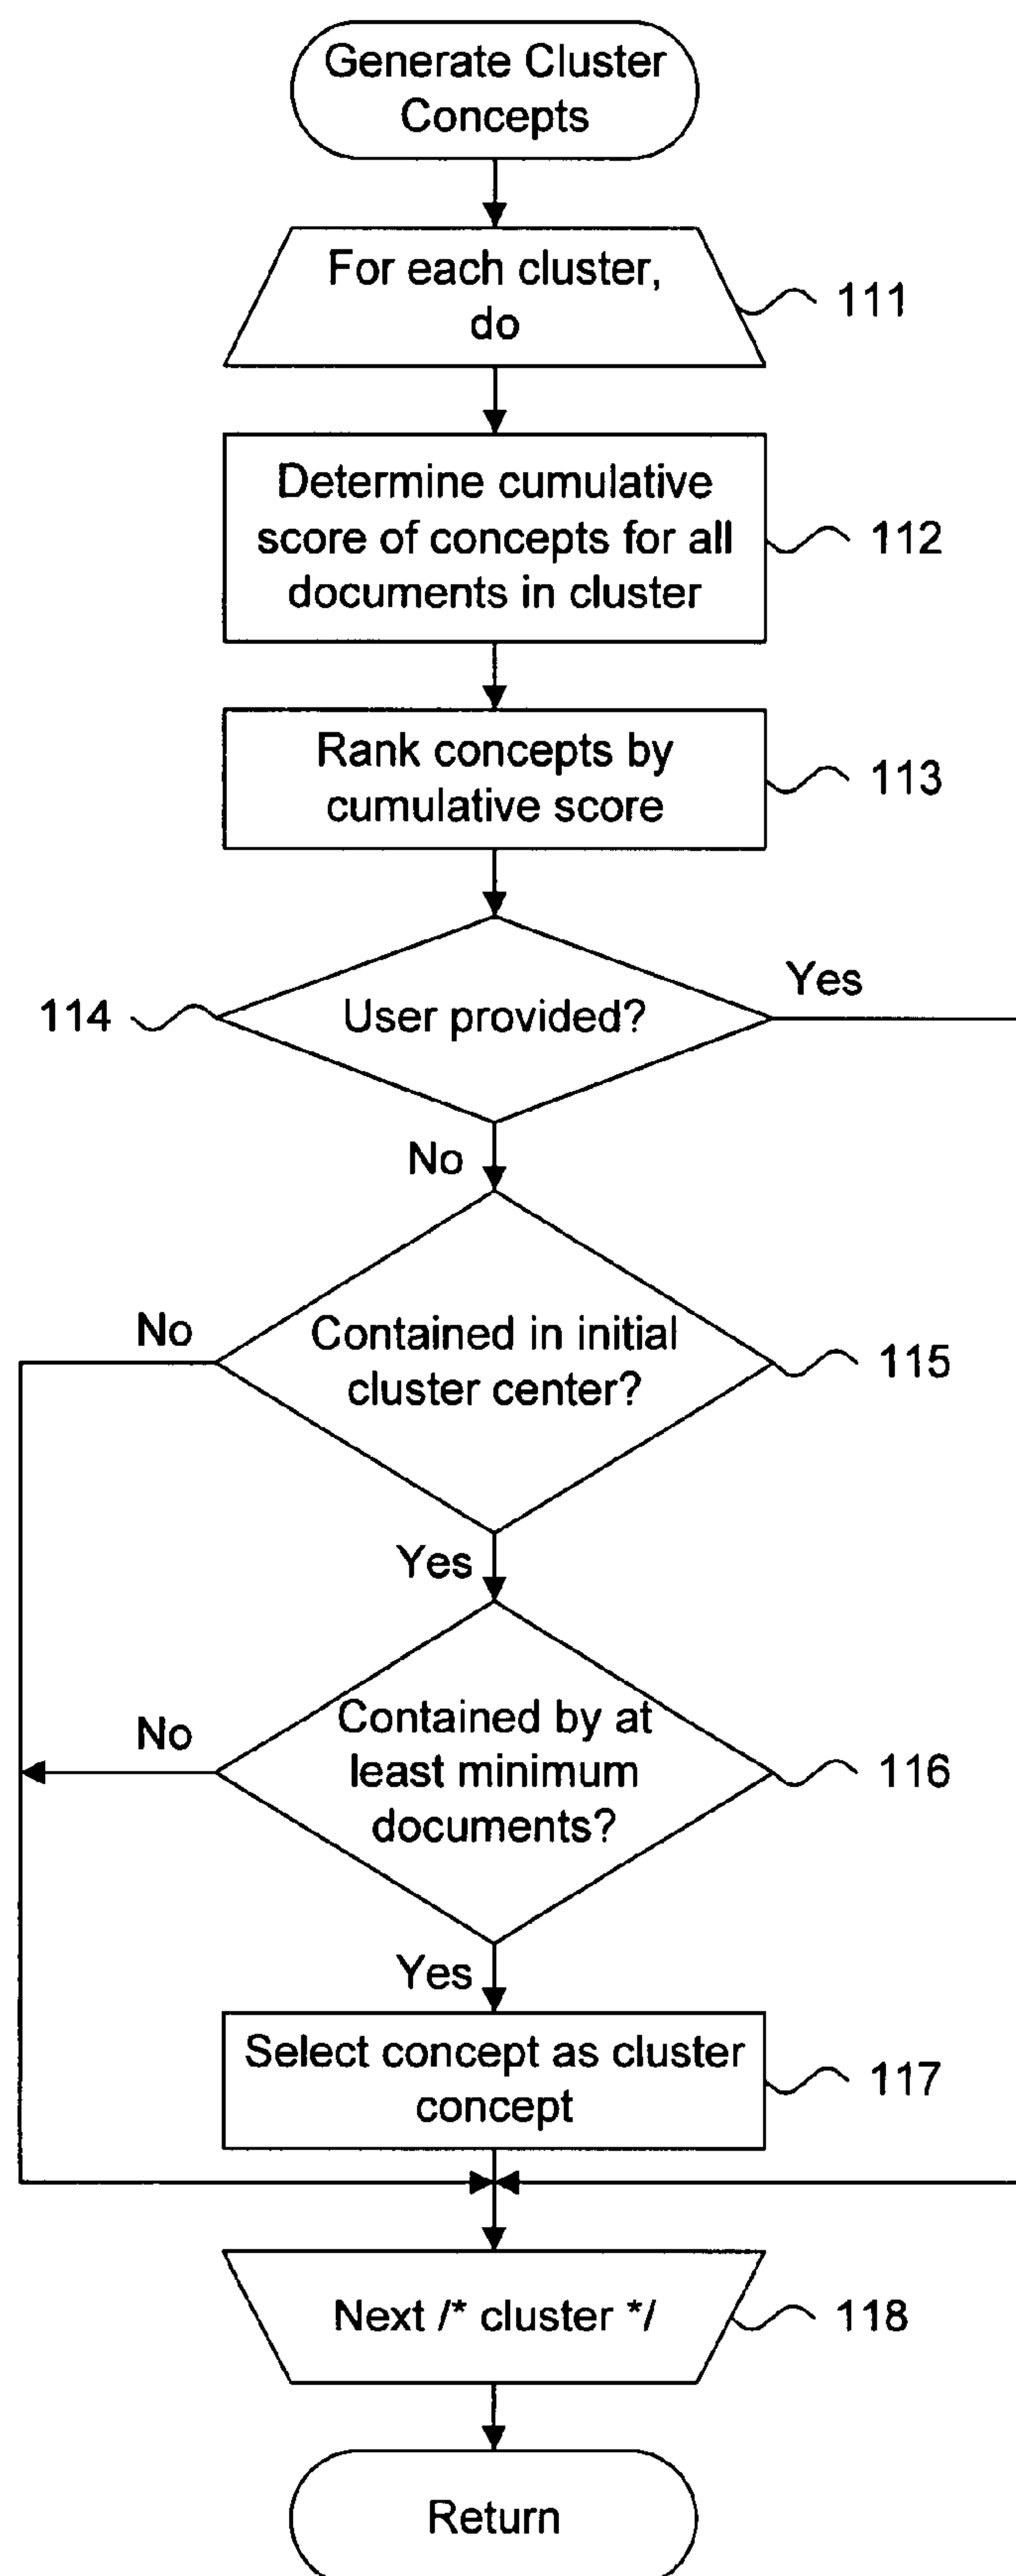 Generate Cluster
Concepts
For each cluster,
do
111
Determine cumulative
score of concepts for all
documents in cluster
112
Rank concepts by
cumulative score
113
114
User provided?
Yes
No
No
Contained in initial
cluster center?
115
Yes
No
Contained by at
least minimum
documents?
116
Yes
Select concept as cluster
concept
117
Next /* cluster */
118
Return